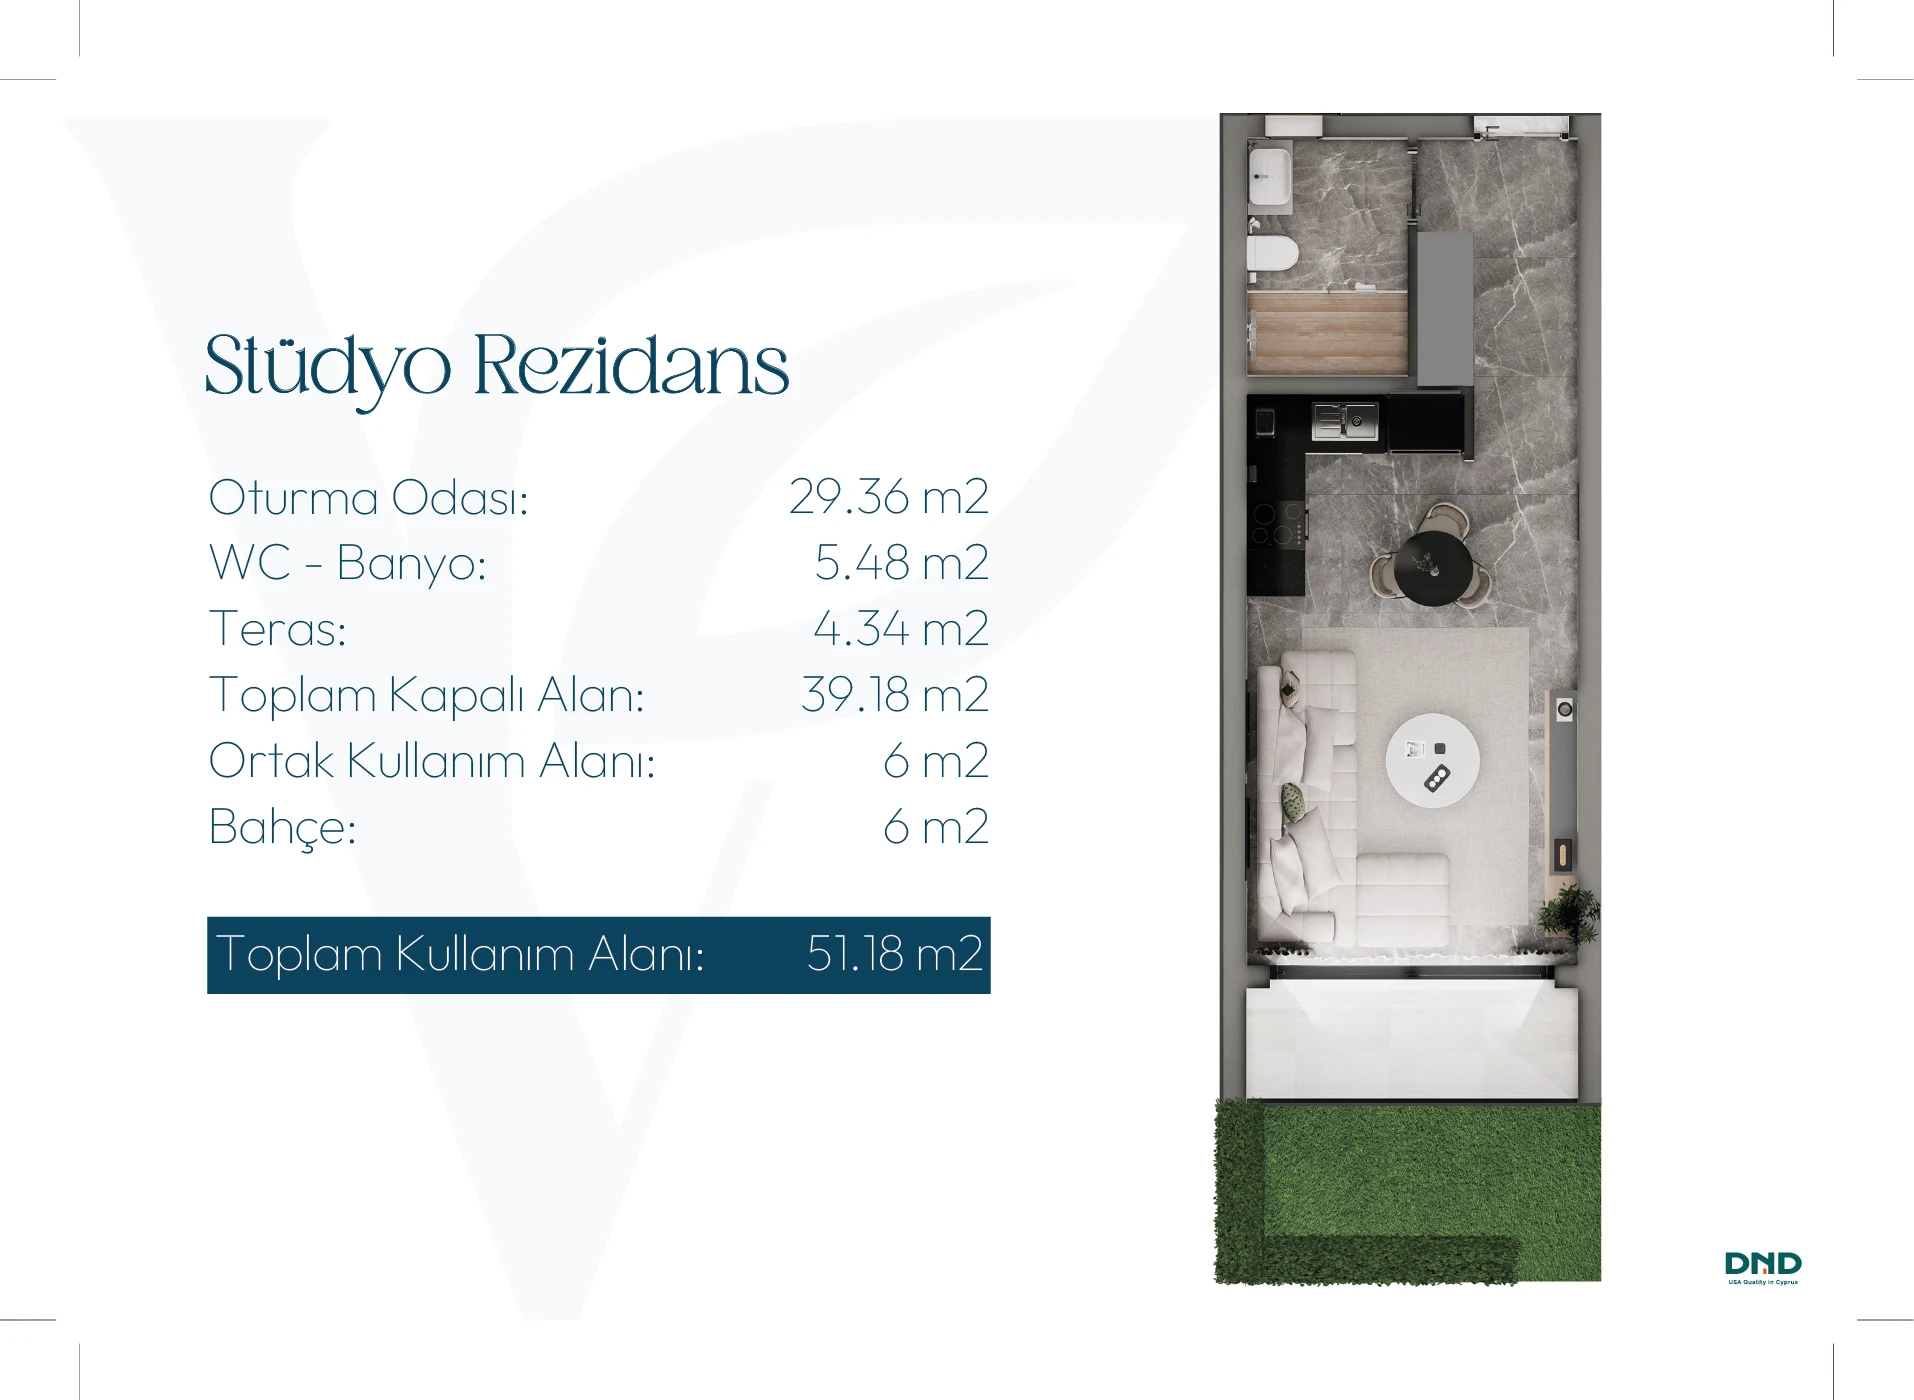 Stüdyo Rezidans
Oturma Odası: 29.36 m2
WC - Banyo: 5.48 m2
Teras: 4.34 m2
Toplam Kapalı Alan: 39.18 m2
Ortak Kullanım Alanı: 6 m2
Bahçe: 6 m2
Toplam Kullanım Alanı: 51.18 m2
DND
USA Quality in Cyprus